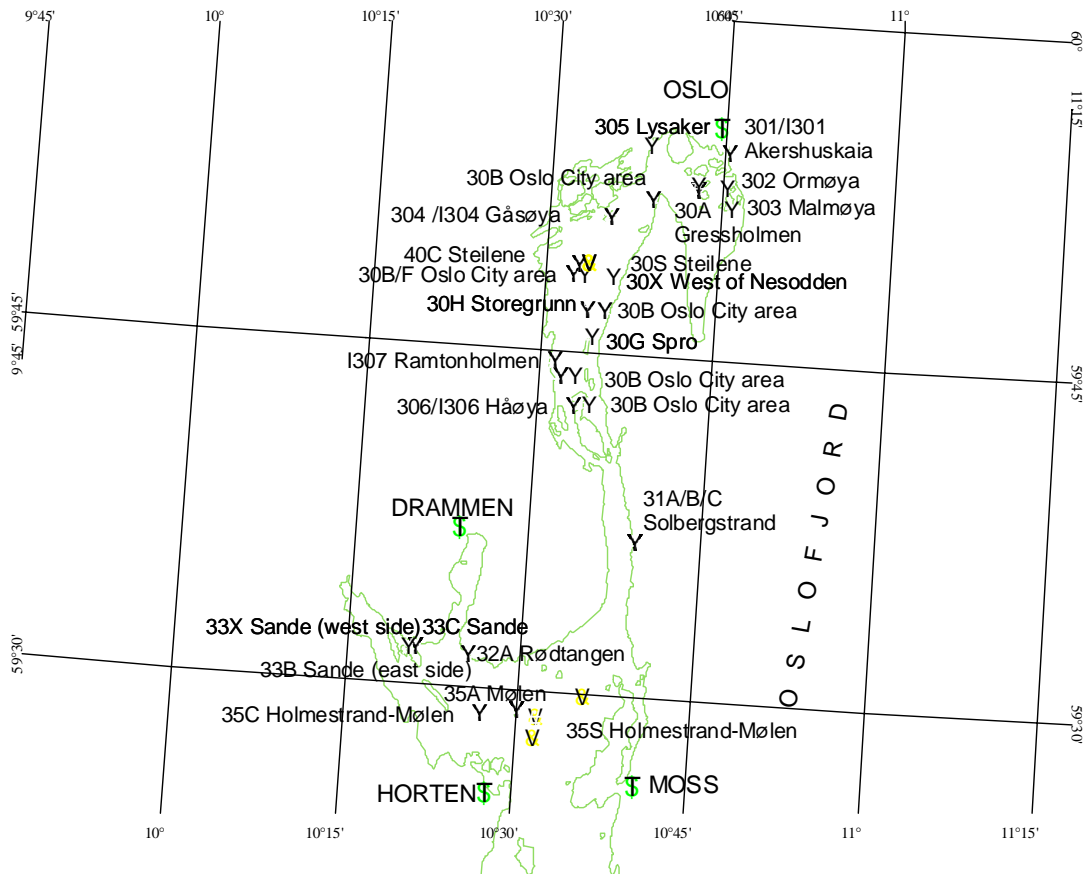 9°45'
10°
10°15'
10°30'
10°45'
11°
60°
11°15'
OSLO
305 Lysaker
301/I301
Akershuskaia
30B Oslo City area
302 Ormøya
304 /I304 Gåsøya
30A
Gressholmen
303 Malmøya
40C Steilene
30S Steilene
30B/F Oslo City area
30X West of Nesodden
30H Storegrunn
30B Oslo City area
30G Spro
59°45'
9°45'
I307 Ramtonholmen
30B Oslo City area
306/I306 Håøya
30B Oslo City area
59°45'
OSLOFJORD
31A/B/C
Solbergstrand
DRAMMEN
33X Sande (west side)
33C Sande
32A Rødtangen
33B Sande (east side)
59°30'
35A Mølen
35C Holmestrand-Mølen
35S Holmestrand-Mølen
59°30'
HORTEN
MOSS
10°
10°15'
10°30'
10°45'
11°
11°15'